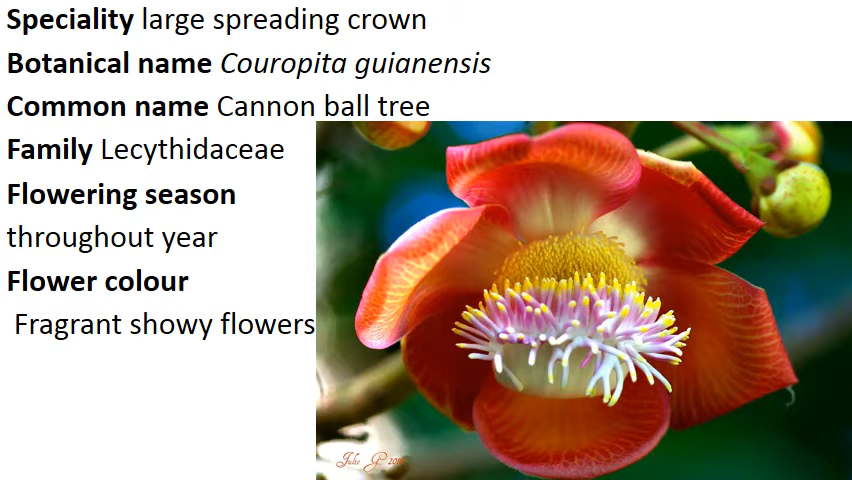 Speciality large spreading crown
Botanical name Couropita guianensis
Common name Cannon ball tree
Family Lecythidaceae
Flowering season
throughout year
Flower colour
Fragrant showy flowers